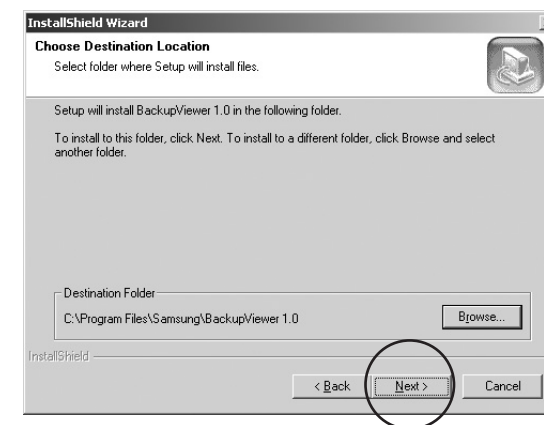 InstallShield Wizard
Choose Destination Location
Select folder where Setup will install files.
Setup will install BackupViewer 1.0 in the following folder.
To install to this folder, click Next. To install to a different folder, click Browse and select
another folder.
Destination Folder
C:\Program Files\Samsung\BackupViewer 1.0
Browse...
InstallShield
< Back
Next >
Cancel